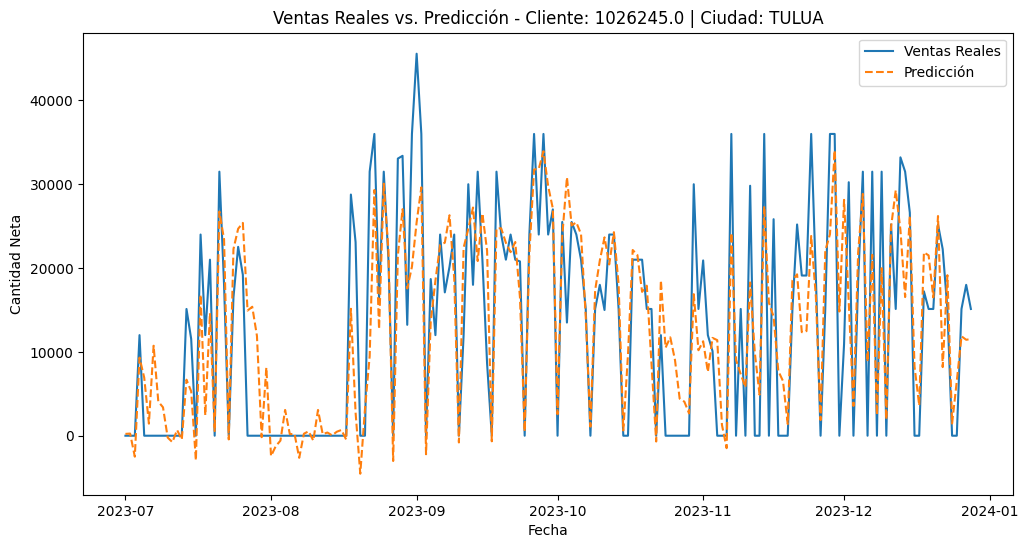 Ventas Reales vs. Predicción - Cliente: 1026245.0 | Ciudad: TULUA
Ventas Reales
Predicción
Cantidad Neta
40000
30000
20000
10000
0
2023-07
2023-08
2023-09
2023-10
2023-11
2023-12
2024-01
Fecha